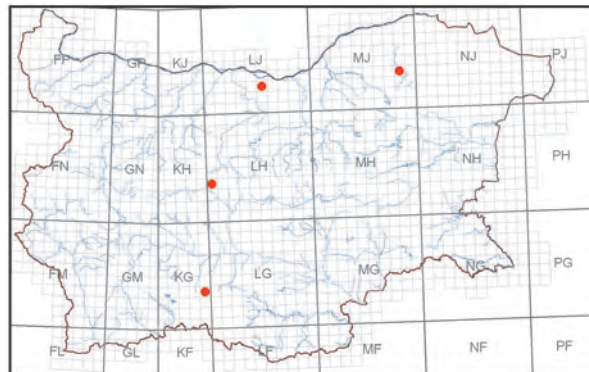 FP GP KJ LJ MJ NJ PJ
FN GN KH LH MH NH PH
FM GM KG LG MG NG PG
FL GL KF LF MF NF PF